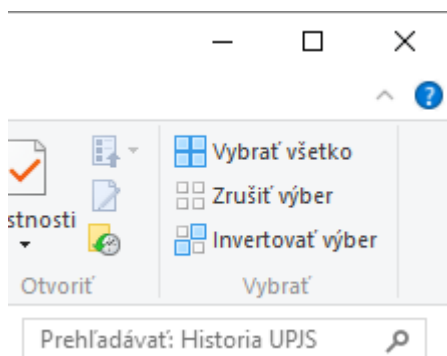 Vybrať všetko
Zrušiť výber
stnosti
Invertovať výber
Otvoriť
Vybrať
Prehľadávať: Historia UPJS